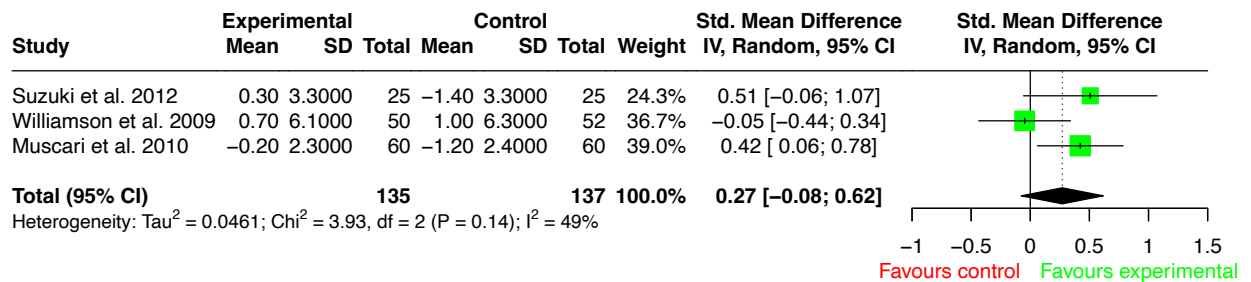 Experimental Control Std. Mean Difference Std. Mean Difference
Study Mean SD Total Mean SD Total Weight IV, Random, 95% CI IV, Random, 95% CI
Suzuki et al. 2012 0.30 3.3000 25 −1.40 3.3000 25 24.3% 0.51 [−0.06; 1.07]
Williamson et al. 2009 0.70 6.1000 50 1.00 6.3000 52 36.7% −0.05 [−0.44; 0.34]
Muscari et al. 2010 −0.20 2.3000 60 −1.20 2.4000 60 39.0% 0.42 [ 0.06; 0.78]
Total (95% CI) 135 137 100.0% 0.27 [−0.08; 0.62]
Heterogeneity: Tau² = 0.0461; Chi² = 3.93, df = 2 (P = 0.14); I² = 49%
−1 −0.5 0 0.5 1 1.5
Favours control Favours experimental